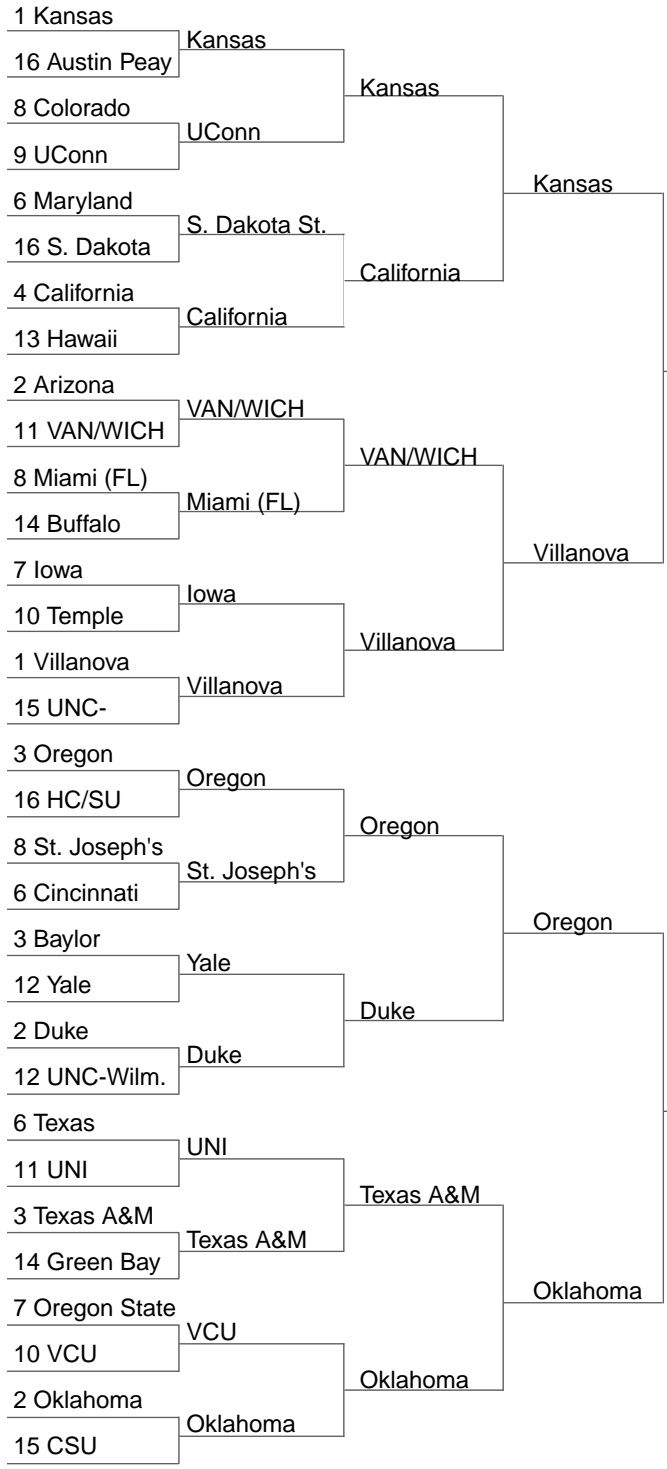 1 Kansas
16 Austin Peay
8 Colorado
9 UConn
6 Maryland
16 S. Dakota
4 California
13 Hawaii
2 Arizona
11 VAN/WICH
8 Miami (FL)
14 Buffalo
7 Iowa
10 Temple
1 Villanova
15 UNC-
3 Oregon
16 HC/SU
8 St. Joseph's
6 Cincinnati
3 Baylor
12 Yale
2 Duke
12 UNC-Wilm.
6 Texas
11 UNI
3 Texas A&M
14 Green Bay
7 Oregon State
10 VCU
2 Oklahoma
15 CSU
Kansas
UConn
S. Dakota St.
California
VAN/WICH
Miami (FL)
Iowa
Villanova
Oregon
St. Joseph's
Yale
Duke
UNI
Texas A&M
VCU
Oklahoma
Kansas
California
VAN/WICH
Villanova
Oregon
Duke
Texas A&M
Oklahoma
Kansas
Villanova
Oregon
Oklahoma